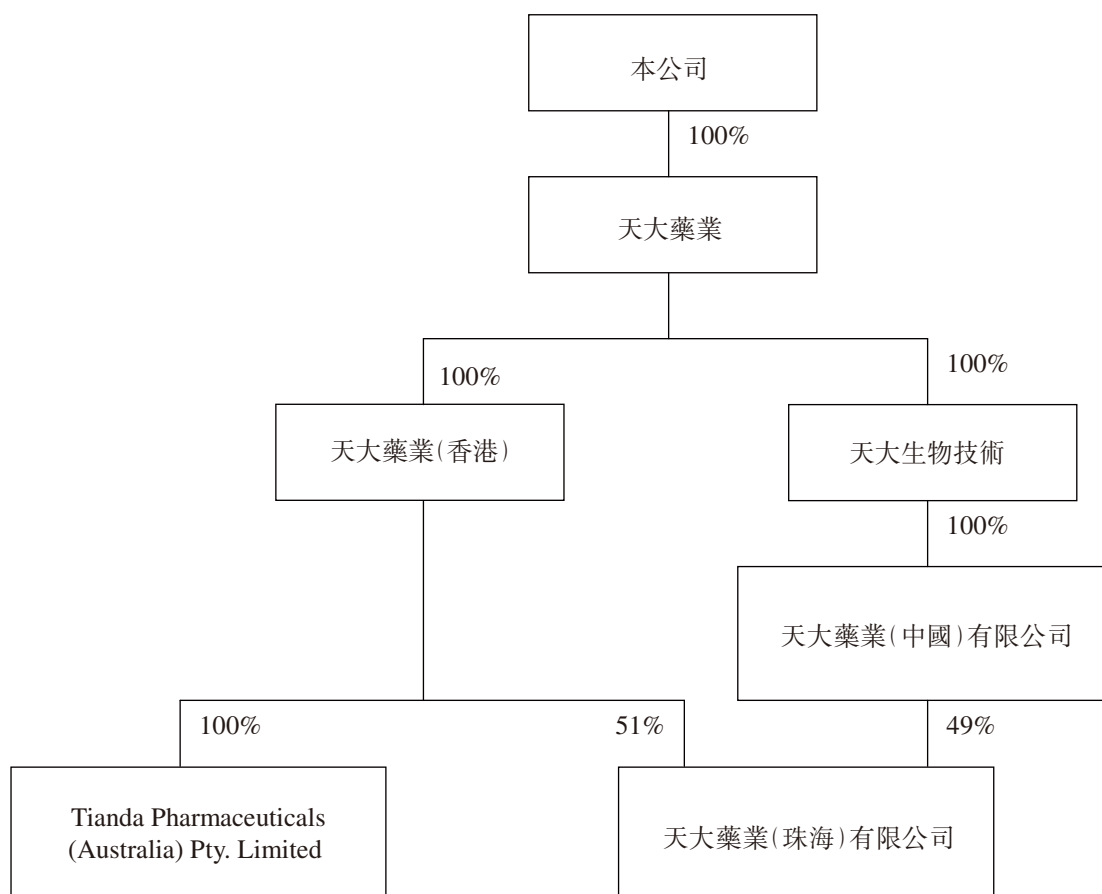 本公司
100%
天大藥業
100%
100%
天大藥業(香港)
天大生物技術
100%
天大藥業(中國)有限公司
100%
51%
49%
Tianda Pharmaceuticals
(Australia) Pty. Limited
天大藥業(珠海)有限公司